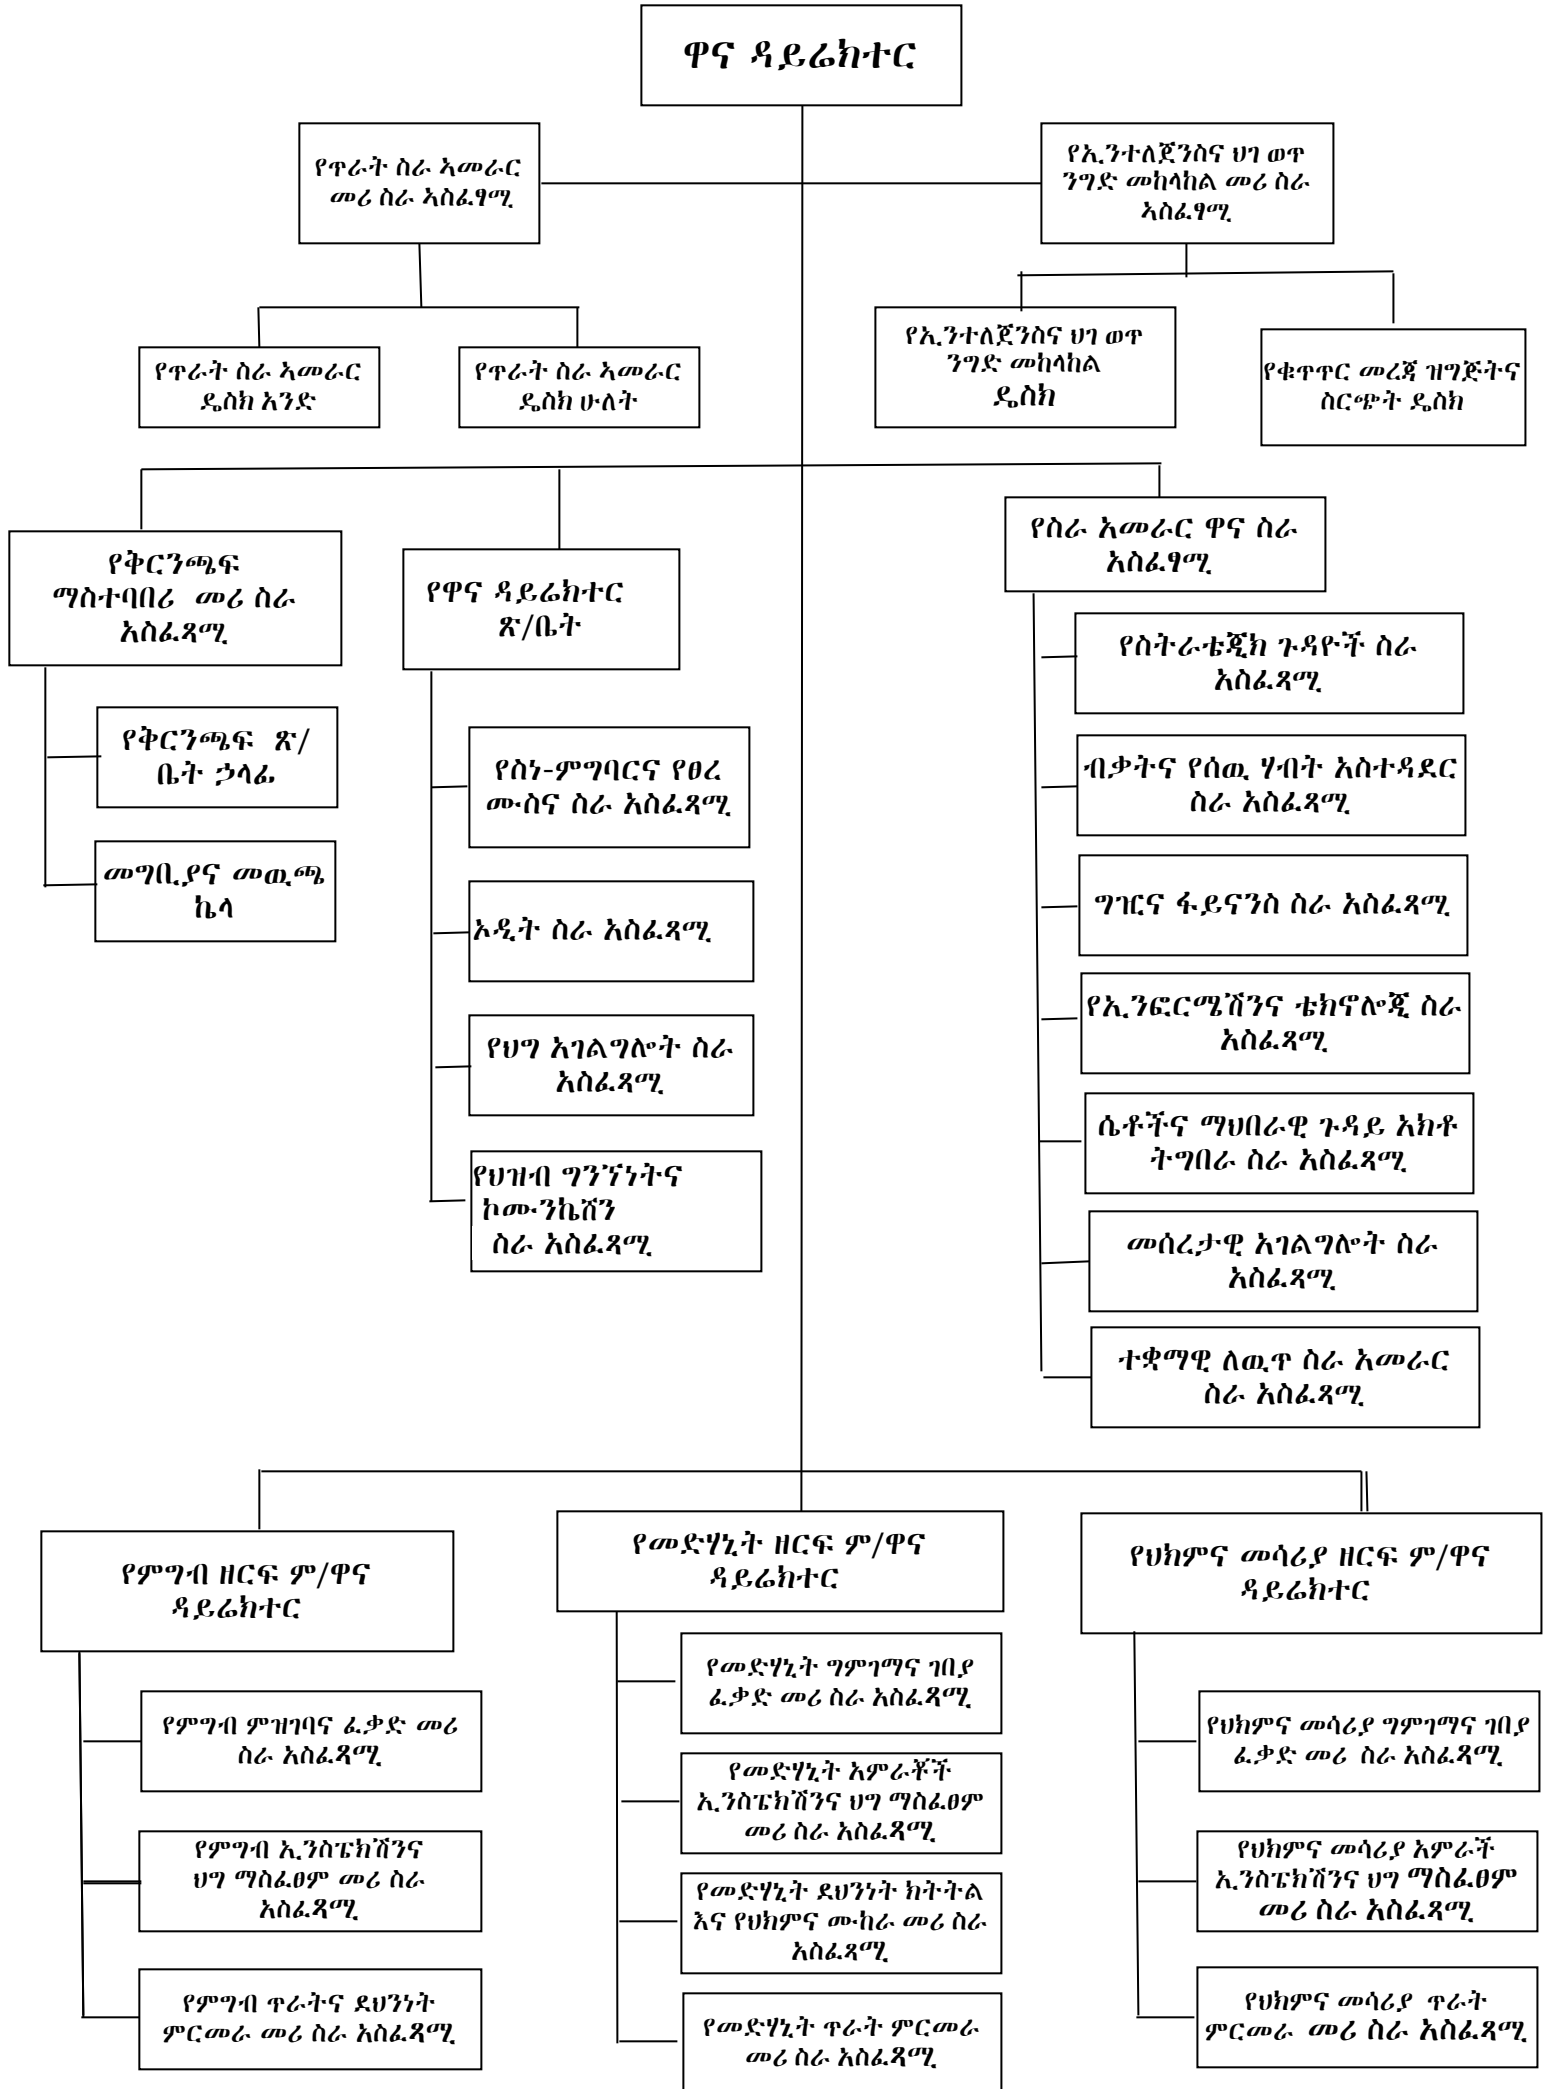 ዋና ዳይሬክተር
የጥራት ስራ ኣመራር
መሪ ስራ ኣስፈፃሚ
የኢንተለጀንስና ህገ ወጥ
ንግድ መከላከል መሪ ስራ
ኣስፈፃሚ
የጥራት ስራ ኣመራር
ዴስክ አንድ
የጥራት ስራ ኣመራር
ዴስክ ሁለት
የኢንተለጀንስና ህገ ወጥ
ንግድ መከላከል
ዴስክ
የቁጥጥር መረጃ ዝግጅትና
ስርጭት ዴስክ
የቅርንጫፍ
ማስተባበሪ መሪ ስራ
አስፈጻሚ
የቅርንጫፍ ጽ/
ቤት ኃላፊ
መግቢያና መዉጫ
ኬላ
የዋና ዳይሬክተር
ጽ/ቤት
የስነ-ምግባርና የፀረ
ሙስና ስራ አስፈጻሚ
ኦዲት ስራ አስፈጻሚ
የህግ አገልግሎት ስራ
አስፈጻሚ
የህዝብ ግንኙነትና
ኮሙንኬሸን
ስራ አስፈጻሚ
የስራ አመራር ዋና ስራ
አስፈፃሚ
የስትራቴጂክ ጉዳዮች ስራ
አስፈጻሚ
ብቃትና የሰዉ ሃብት አስተዳደር
ስራ አስፈጻሚ
ግዢና ፋይናንስ ስራ አስፈጻሚ
የኢንፎርሜሽንና ቴክኖሎጂ ስራ
አስፈጻሚ
ሴቶችና ማህበራዊ ጉዳይ አክቶ
ትግበራ ስራ አስፈጻሚ
መሰረታዊ አገልግሎት ስራ
አስፈጻሚ
ተቋማዊ ለዉጥ ስራ አመራር
ስራ አስፈጻሚ
የምግብ ዘርፍ ም/ዋና
ዳይሬክተር
የምግብ ምዝገባና ፈቃድ መሪ
ስራ አስፈጻሚ
የምግብ ኢንስፔክሽንና
ህግ ማስፈፀም መሪ ስራ
አስፈጻሚ
የምግብ ጥራትና ደህንነት
ምርመራ መሪ ስራ አስፈጻሚ
የመድሃኒት ዘርፍ ም/ዋና
ዳይሬክተር
የመድሃኒት ግምገማና ገበያ
ፈቃድ መሪ ስራ አስፈጻሚ
የመድሃኒት አምራቾች
ኢንስፔክሽንና ህግ ማስፈፀም
መሪ ስራ አስፈጻሚ
የመድሃኒት ደህንነት ክትትል
እና የህክምና ሙከራ መሪ ስራ
አስፈጻሚ
የመድሃኒት ጥራት ምርመራ
መሪ ስራ አስፈጻሚ
የህክምና መሳሪያ ዘርፍ ም/ዋና
ዳይሬክተር
የህክምና መሳሪያ ግምገማና ገበያ
ፈቃድ መሪ ስራ አስፈጻሚ
የህክምና መሳሪያ አምራች
ኢንስፔክሽንና ህግ ማስፈፀም
መሪ ስራ አስፈጻሚ
የህክምና መሳሪያ ጥራት
ምርመራ መሪ ስራ አስፈጻሚ